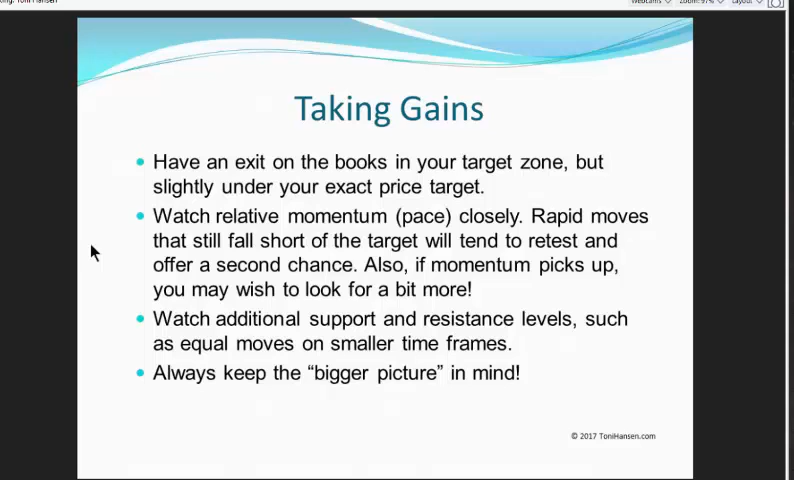 Toni Hansen
Webcams
Zoom: 97%
Layout
Taking Gains
Have an exit on the books in your target zone, but
slightly under your exact price target.
Watch relative momentum (pace) closely. Rapid moves
that still fall short of the target will tend to retest and
offer a second chance. Also, if momentum picks up,
you may wish to look for a bit more!
Watch additional support and resistance levels, such
as equal moves on smaller time frames.
Always keep the “bigger picture” in mind!
© 2017 ToniHansen.com